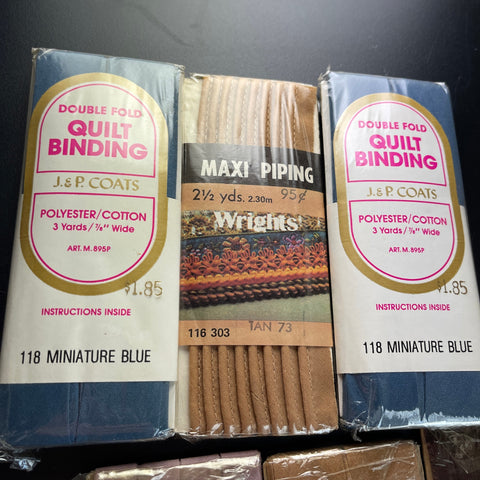 DOUBLE FOLD
QUILT
BINDING
J. & P. COATS
POLYESTER/COTTON
3 Yards/⅞" Wide
ART. M. 895P
$1.85
INSTRUCTIONS INSIDE
118 MINIATURE BLUE
MAXI PIPING
2½ yds. 2.30m 95¢
Wrights
116 303 TAN 73
DOUBLE FOLD
QUILT
BINDING
J. & P. COATS
POLYESTER/COTTON
3 Yards/⅞" Wide
ART. M. 895P
$1.85
INSTRUCTIONS INSIDE
118 MINIATURE BLUE